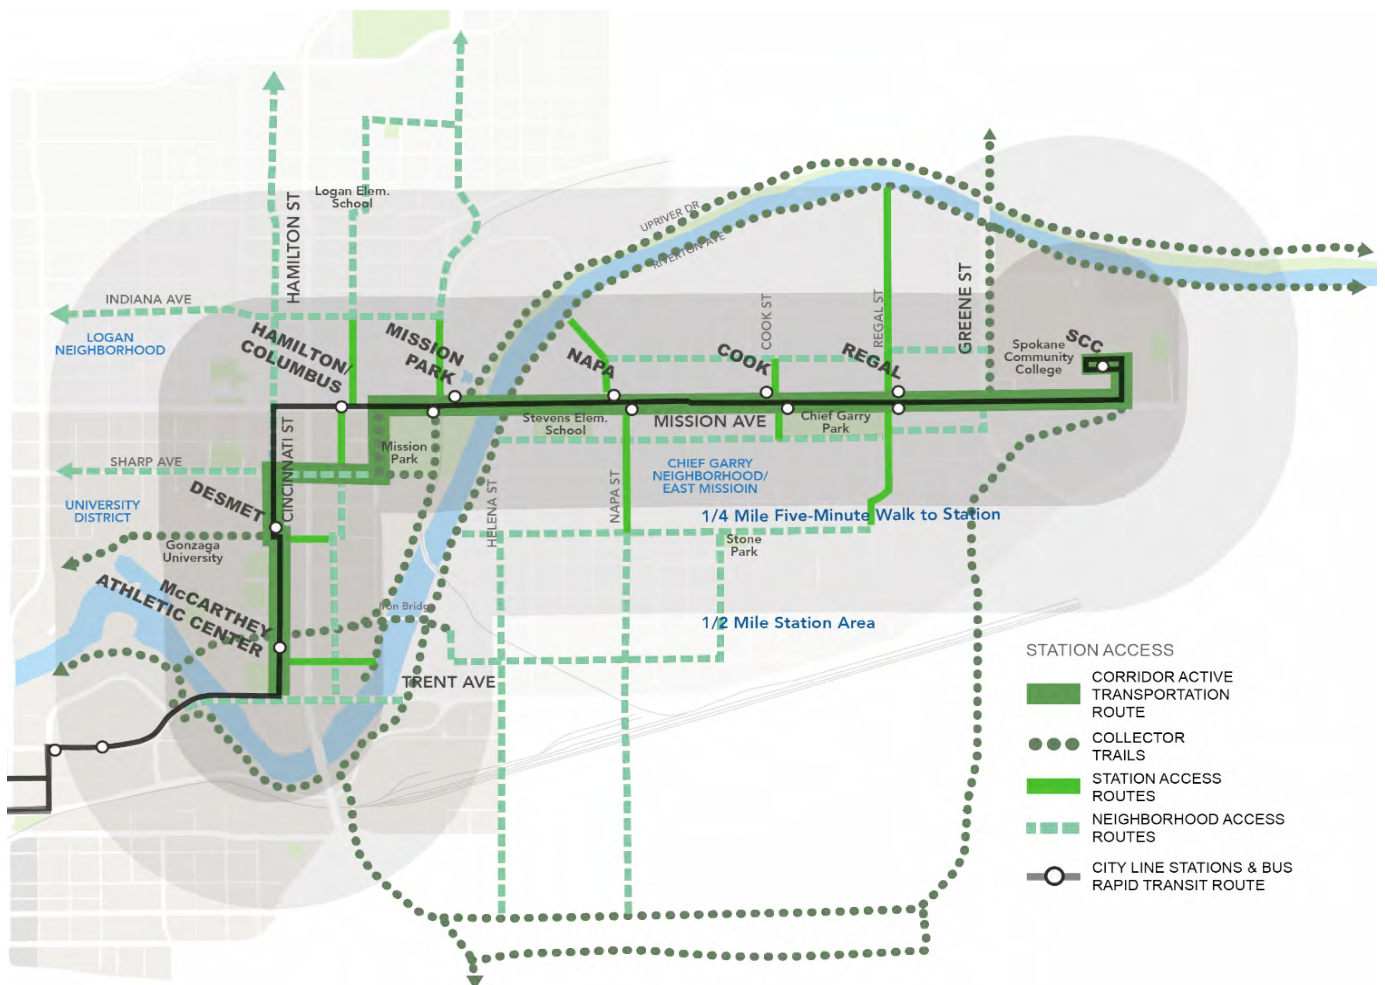 Logan Elem.
School
HAMILTON ST
UPRIVER DR
RIVERTON AVE
INDIANA AVE
LOGAN
NEIGHBORHOOD
HAMILTON/
COLUMBUS
MISSION
PARK
NAPA
COOK
COOK ST
REGAL
REGAL ST
GREENE ST
Spokane
Community
College
SCC
Stevens Elem.
School
MISSION AVE
Chief Garry
Park
Mission
Park
SHARP AVE
CINCINNATI ST
DESMET
UNIVERSITY
DISTRICT
CHIEF GARRY
NEIGHBORHOOD/
EAST MISSIOIN
HELENA ST
NAPA ST
1/4 Mile Five-Minute Walk to Station
Stone
Park
Gonzaga
University
McCARTHEY
ATHLETIC CENTER
Iron Bridge
1/2 Mile Station Area
TRENT AVE
STATION ACCESS
CORRIDOR ACTIVE
TRANSPORTATION
ROUTE
COLLECTOR
TRAILS
STATION ACCESS
ROUTES
NEIGHBORHOOD ACCESS
ROUTES
CITY LINE STATIONS & BUS
RAPID TRANSIT ROUTE